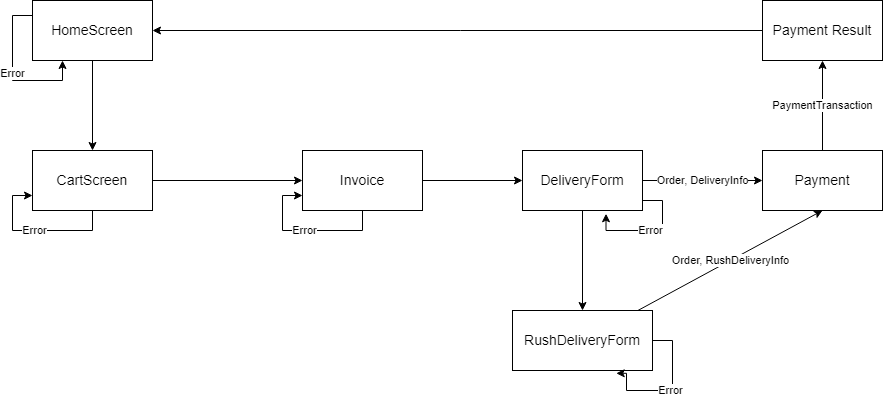 HomeScreen
Payment Result
Error
PaymentTransaction
CartScreen
Invoice
DeliveryForm
Order, DeliveryInfo
Payment
Error
Error
Error
Order, RushDeliveryInfo
RushDeliveryForm
Error